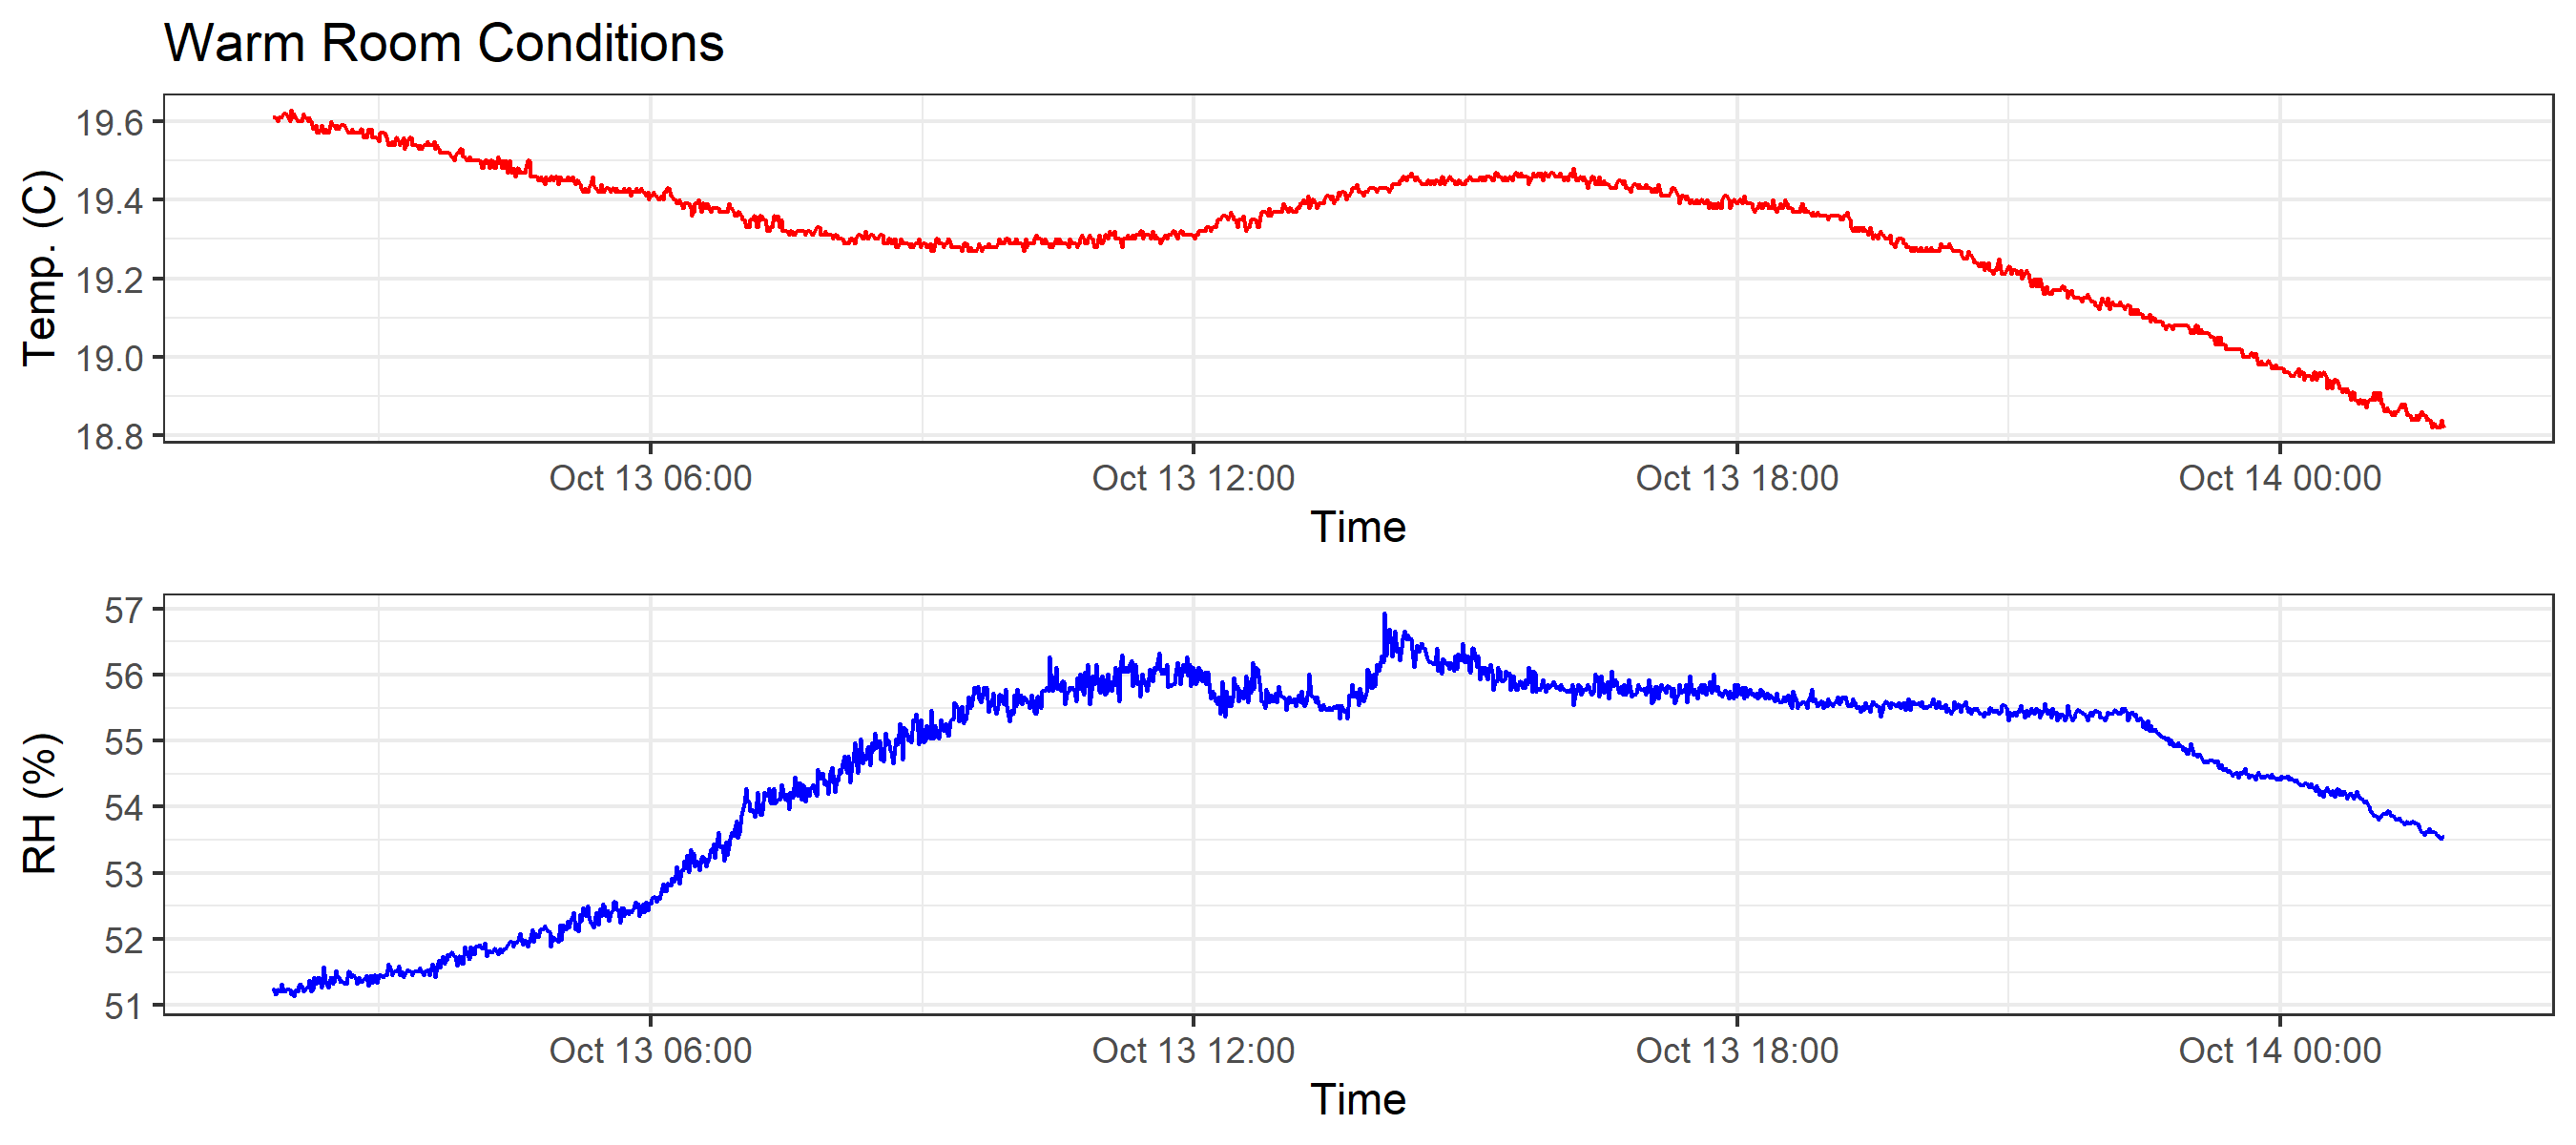 Warm Room Conditions
Temp. (C)
19.6
19.4
19.2
19.0
18.8
Oct 13 06:00 Oct 13 12:00 Oct 13 18:00 Oct 14 00:00
Time
RH (%)
57
56
55
54
53
52
51
Oct 13 06:00 Oct 13 12:00 Oct 13 18:00 Oct 14 00:00
Time